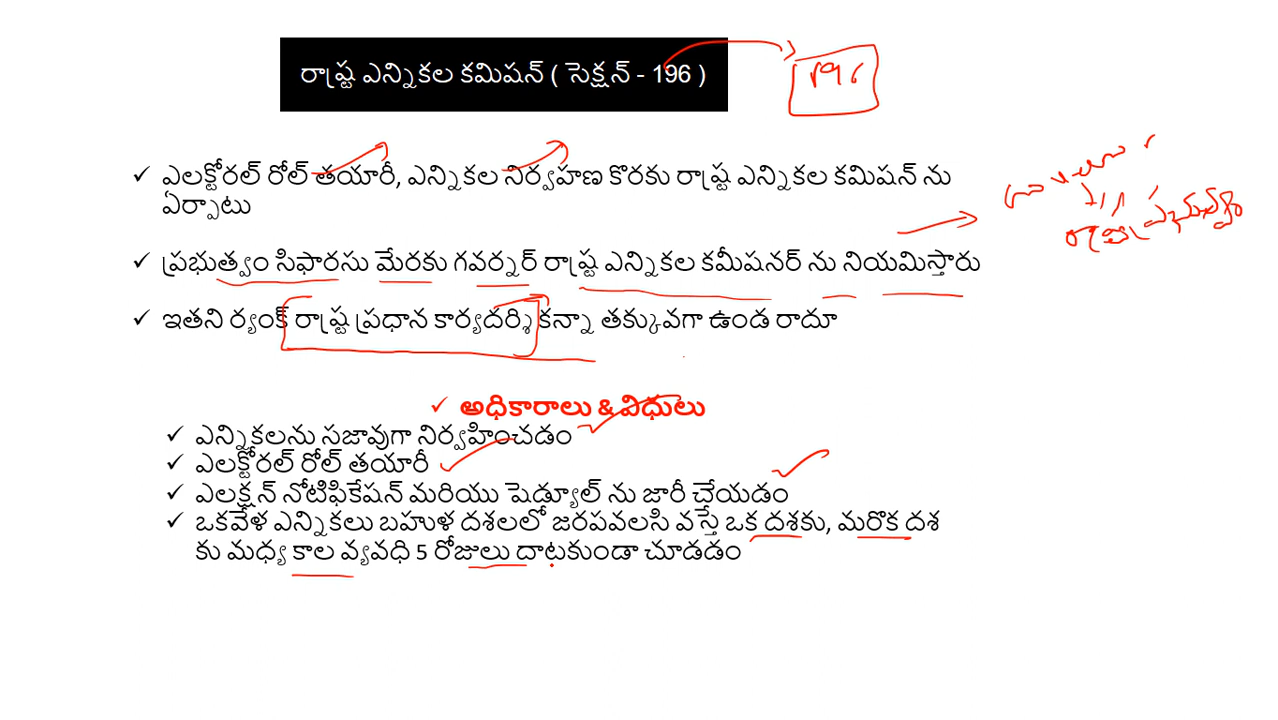 రాష్ట్ర ఎన్నికల కమిషన్ ( సెక్షన్ - 196 )
196
✓ ఎలక్టోరల్ రోల్ తయారీ, ఎన్నికల నిర్వహణ కొరకు రాష్ట్ర ఎన్నికల కమిషన్ ను
ఏర్పాటు
రాష్ట్ర ప్రభుత్వం
✓ ప్రభుత్వం సిఫారసు మేరకు గవర్నర్ రాష్ట్ర ఎన్నికల కమీషనర్ ను నియమిస్తారు
✓ ఇతని ర్యంక్ రాష్ట్ర ప్రధాన కార్యదర్శి కన్నా తక్కువగా ఉండ రాదూ
✓ అధికారాలు & విధులు
✓ ఎన్నికలను సజావుగా నిర్వహించడం
✓ ఎలక్టోరల్ రోల్ తయారీ
✓ ఎలక్షన్ నోటిఫికేషన్ మరియు షెడ్యూల్ ను జారీ చేయడం
✓ ఒకవేళ ఎన్నికలు బహుళ దశలలో జరపవలసి వస్తే ఒక దశకు, మరొక దశ
కు మధ్య కాల వ్యవధి 5 రోజులు దాటకుండా చూడడం